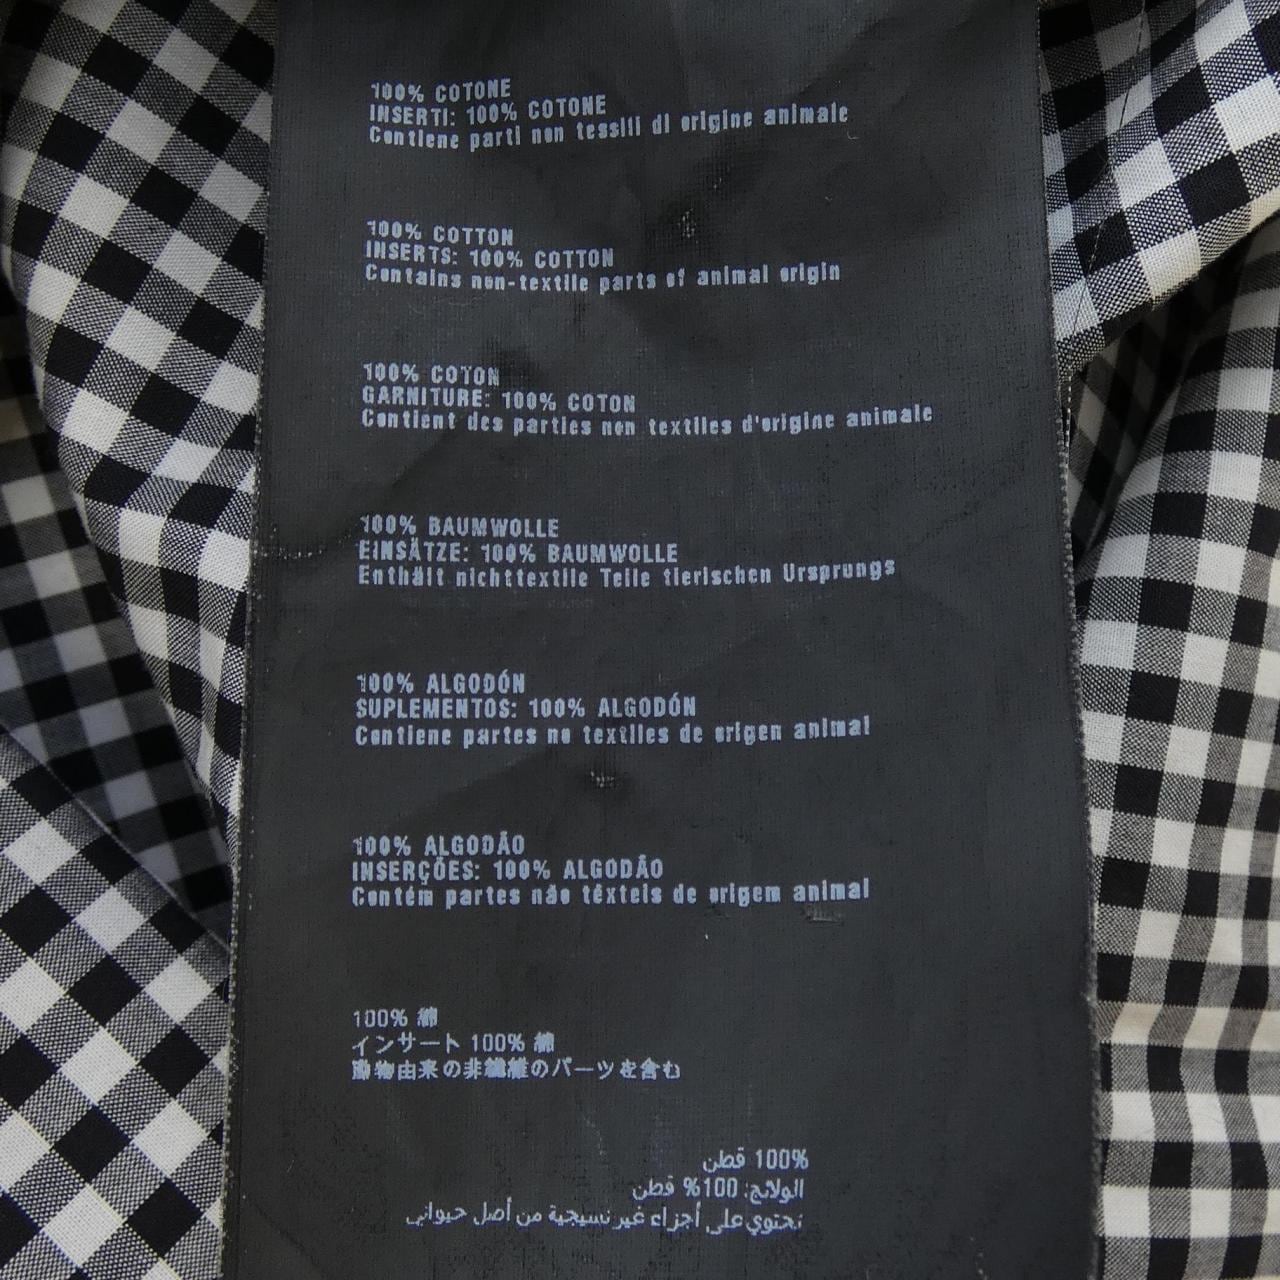 100% COTONE
INSERTI: 100% COTONE
Contiene parti non tessili di origine animale
100% COTTON
INSERTS: 100% COTTON
Contains non-textile parts of animal origin
100% COTON
GARNITURE: 100% COTON
Contient des parties non textiles d'origine animale
100% BAUMWOLLE
EINSÄTZE: 100% BAUMWOLLE
Enthält nichttextile Teile tierischen Ursprungs
100% ALGODÓN
SUPLEMENTOS: 100% ALGODÓN
Contiene partes no textiles de origen animal
100% ALGODÃO
INSERÇÕES: 100% ALGODÃO
Contém partes não têxteis de origem animal
100% 綿
インサート 100% 綿
動物由来の非繊維のパーツを含む
100% قطن
الولائج: 100% قطن
تحتوي على أجزاء غير نسيجية من أصل حيواني